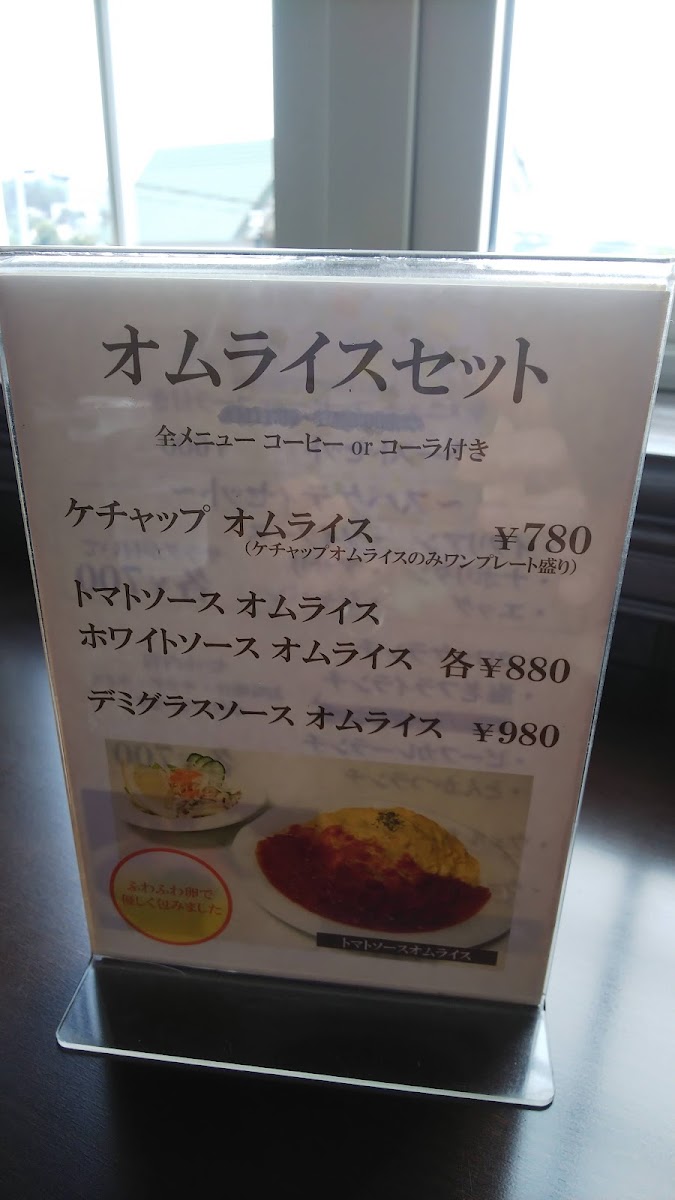 オムライスセット
全メニュー コーヒー or コーラ付き
ケチャップ オムライス ¥780
(ケチャップオムライスのみワンプレート盛り)
トマトソース オムライス
ホワイトソース オムライス 各¥880
デミグラスソース オムライス ¥980
ふわふわ卵で
優しく包みました
トマトソースオムライス